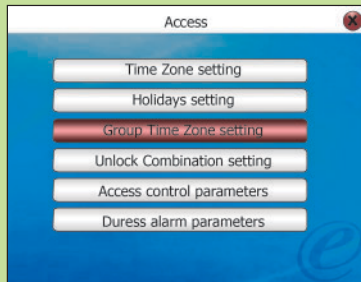 Access
Time Zone setting
Holidays setting
Group Time Zone setting
Unlock Combination setting
Access control parameters
Duress alarm parameters